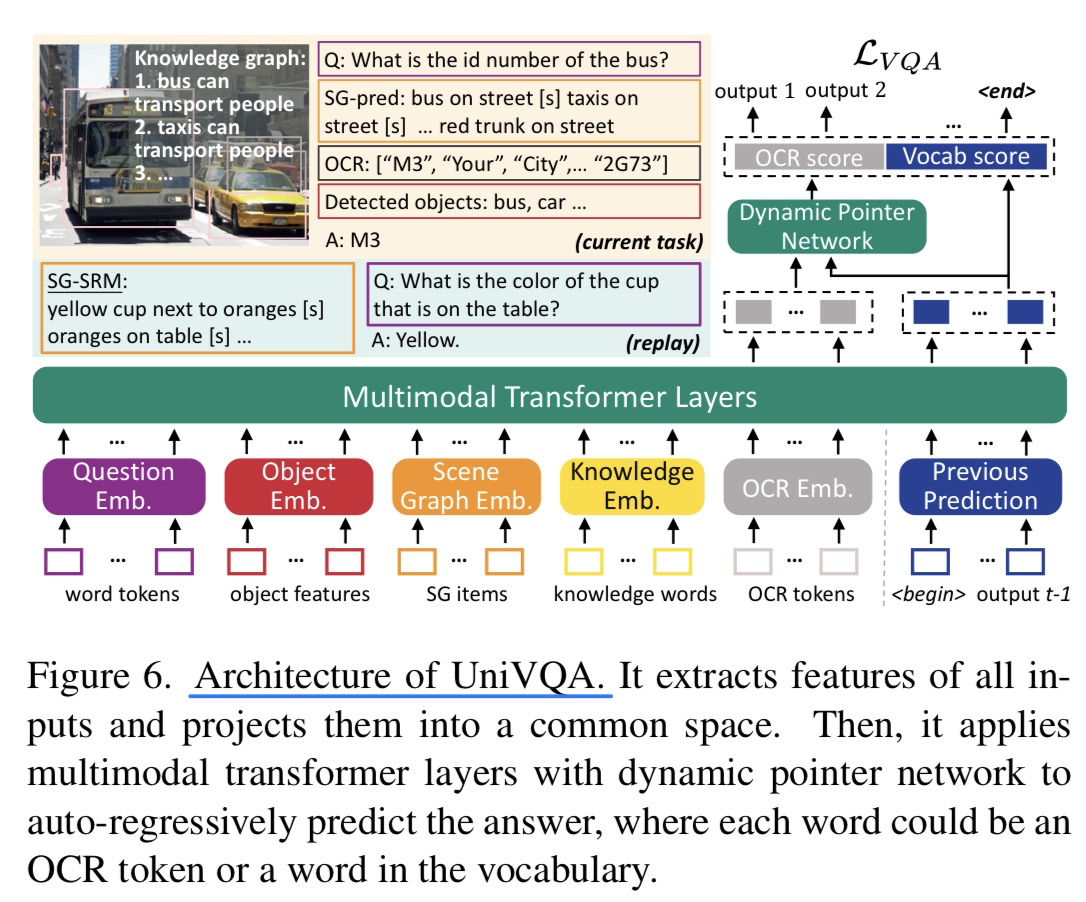 Knowledge graph:
1. bus can
transport people
2. taxis can
transport people
3. ...
Q: What is the id number of the bus?
SG-pred: bus on street [s] taxis on
street [s] ... red trunk on street
OCR: [“M3”, “Your”, “City”,... “2G73”]
Detected objects: bus, car ...
A: M3
(current task)
SG-SRM:
yellow cup next to oranges [s]
oranges on table [s] ...
Q: What is the color of the cup
that is on the table?
A: Yellow.
(replay)
ℒVQA
output 1 output 2 <end>
...
OCR score Vocab score
Dynamic Pointer
Network
... ...
Multimodal Transformer Layers
... ... ... ... ... ...
Question
Emb.
Object
Emb.
Scene
Graph Emb.
Knowledge
Emb.
OCR Emb.
Previous
Prediction
... ... ... ... ... ...
word tokens object features SG items knowledge words OCR tokens <begin> output t-1
Figure 6. Architecture of UniVQA. It extracts features of all in-
puts and projects them into a common space. Then, it applies
multimodal transformer layers with dynamic pointer network to
auto-regressively predict the answer, where each word could be an
OCR token or a word in the vocabulary.